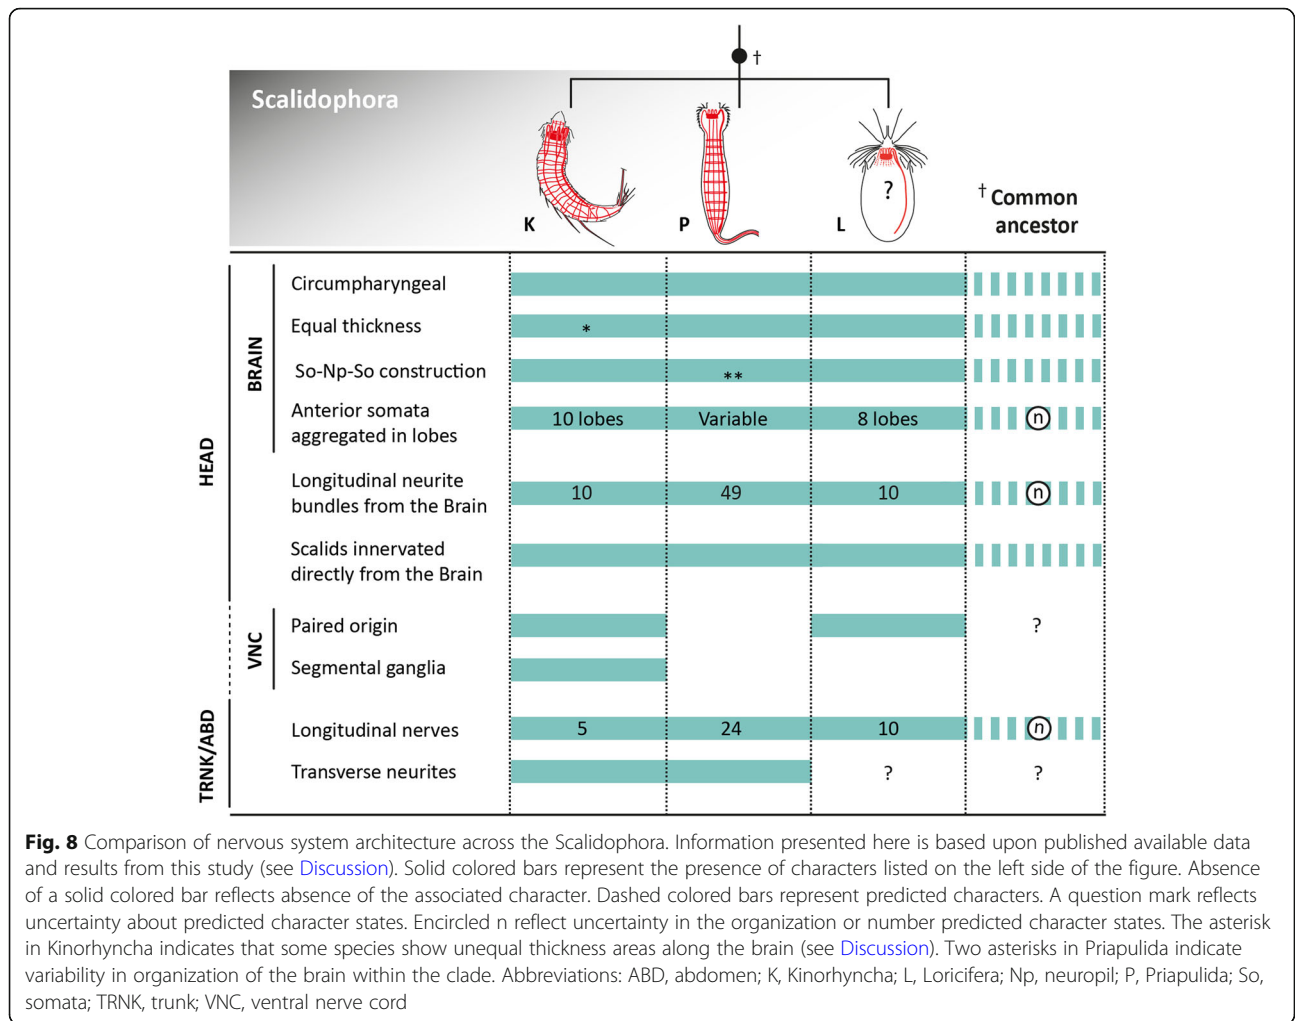 †
Scalidophora
?
K
P
L
† Common
ancestor
HEAD
BRAIN
Circumpharyngeal
Equal thickness
*
So-Np-So construction
**
Anterior somata
aggregated in lobes
10 lobes
Variable
8 lobes
n
Longitudinal neurite
bundles from the Brain
10
49
10
n
Scalids innervated
directly from the Brain
VNC
Paired origin
?
Segmental ganglia
TRNK/ABD
Longitudinal nerves
5
24
10
n
Transverse neurites
?
?
Fig. 8 Comparison of nervous system architecture across the Scalidophora. Information presented here is based upon published available data
and results from this study (see Discussion). Solid colored bars represent the presence of characters listed on the left side of the figure. Absence
of a solid colored bar reflects absence of the associated character. Dashed colored bars represent predicted characters. A question mark reflects
uncertainty about predicted character states. Encircled n reflect uncertainty in the organization or number predicted character states. The asterisk
in Kinorhyncha indicates that some species show unequal thickness areas along the brain (see Discussion). Two asterisks in Priapulida indicate
variability in organization of the brain within the clade. Abbreviations: ABD, abdomen; K, Kinorhyncha; L, Loricifera; Np, neuropil; P, Priapulida; So,
somata; TRNK, trunk; VNC, ventral nerve cord